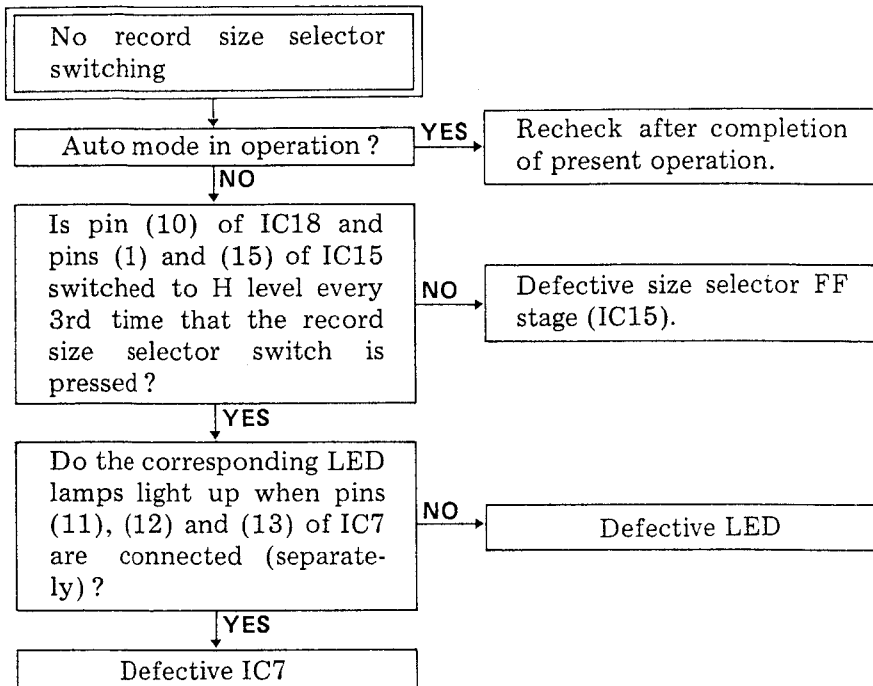 No record size selector
switching
Auto mode in operation ?
YES
Recheck after completion
of present operation.
NO
Is pin (10) of IC18 and
pins (1) and (15) of IC15
switched to H level every
3rd time that the record
size selector switch is
pressed ?
NO
Defective size selector FF
stage (IC15).
YES
Do the corresponding LED
lamps light up when pins
(11), (12) and (13) of IC7
are connected (separate-
ly) ?
NO
Defective LED
YES
Defective IC7